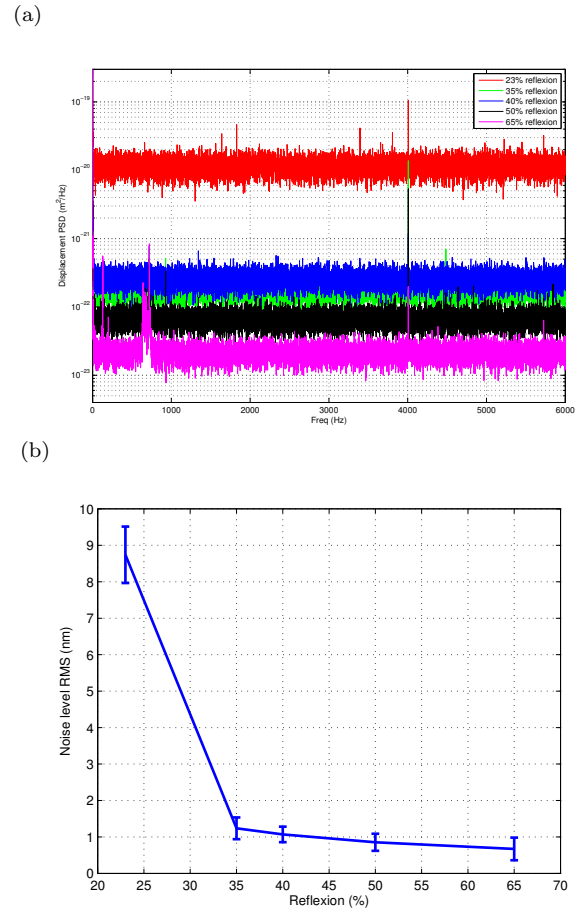 (a)
23% reflexion
35% reflexion
40% reflexion
50% reflexion
65% reflexion
10⁻¹⁹
10⁻²⁰
10⁻²¹
10⁻²²
10⁻²³
Displacement PSD (m²/Hz)
0 1000 2000 3000 4000 5000 6000
Freq (Hz)
(b)
10
9
8
7
6
5
4
3
2
1
0
Noise level RMS (nm)
20 25 30 35 40 45 50 55 60 65 70
Reflexion (%)